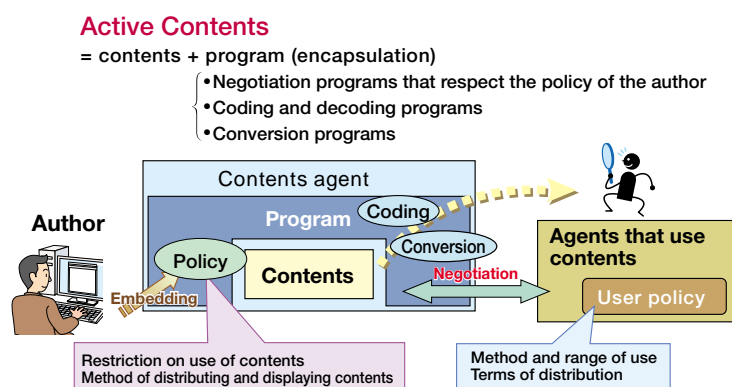 Active Contents
= contents + program (encapsulation)
•Negotiation programs that respect the policy of the author
•Coding and decoding programs
•Conversion programs
Contents agent
Author
Program
Coding
Conversion
Policy
Contents
Embedding
Negotiation
Agents that use
contents
User policy
Restriction on use of contents
Method of distributing and displaying contents
Method and range of use
Terms of distribution